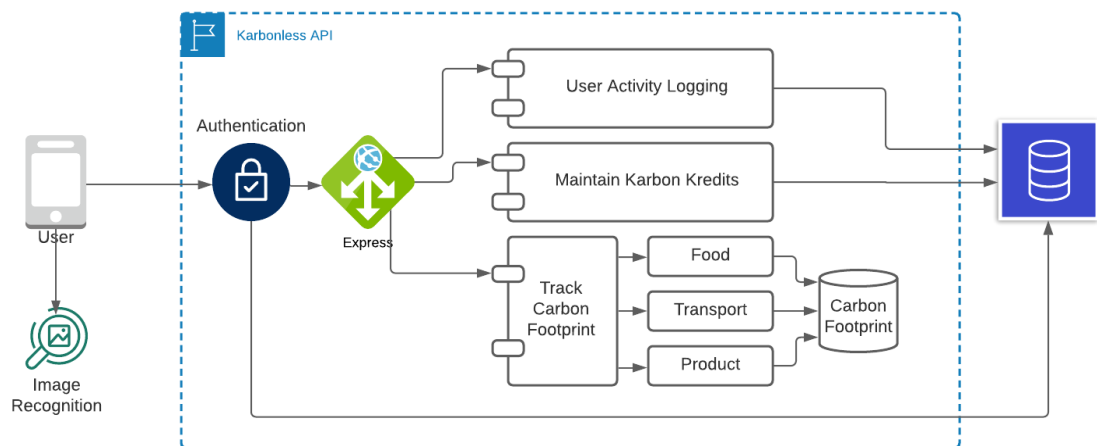 Karbonless API
User Activity Logging
Authentication
Maintain Karbon Kredits
User
Express
Track
Carbon
Footprint
Food
Transport
Product
Carbon
Footprint
Image
Recognition